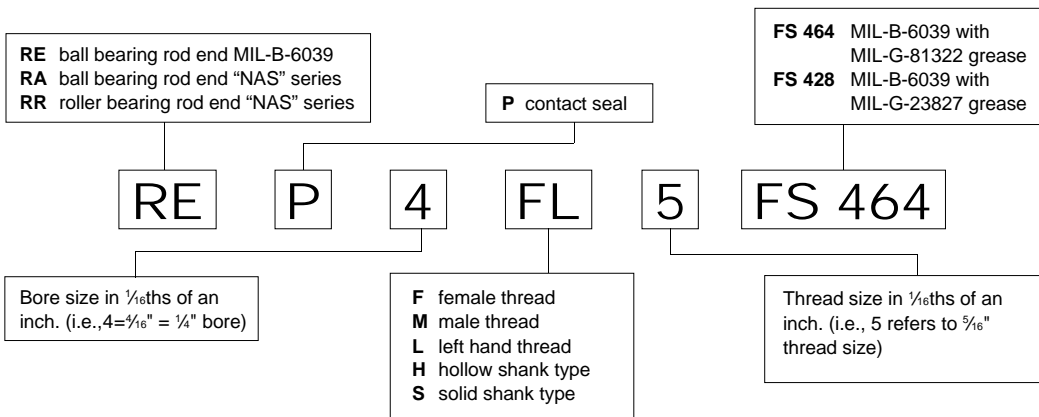 RE ball bearing rod end MIL-B-6039
RA ball bearing rod end “NAS” series
RR roller bearing rod end “NAS” series
P contact seal
FS 464 MIL-B-6039 with
MIL-G-81322 grease
FS 428 MIL-B-6039 with
MIL-G-23827 grease
RE P 4 FL 5 FS 464
Bore size in 1⁄16ths of an
inch. (i.e.,4=4⁄16" = 1⁄4" bore)
F female thread
M male thread
L left hand thread
H hollow shank type
S solid shank type
Thread size in 1⁄16ths of an
inch. (i.e., 5 refers to 5⁄16"
thread size)